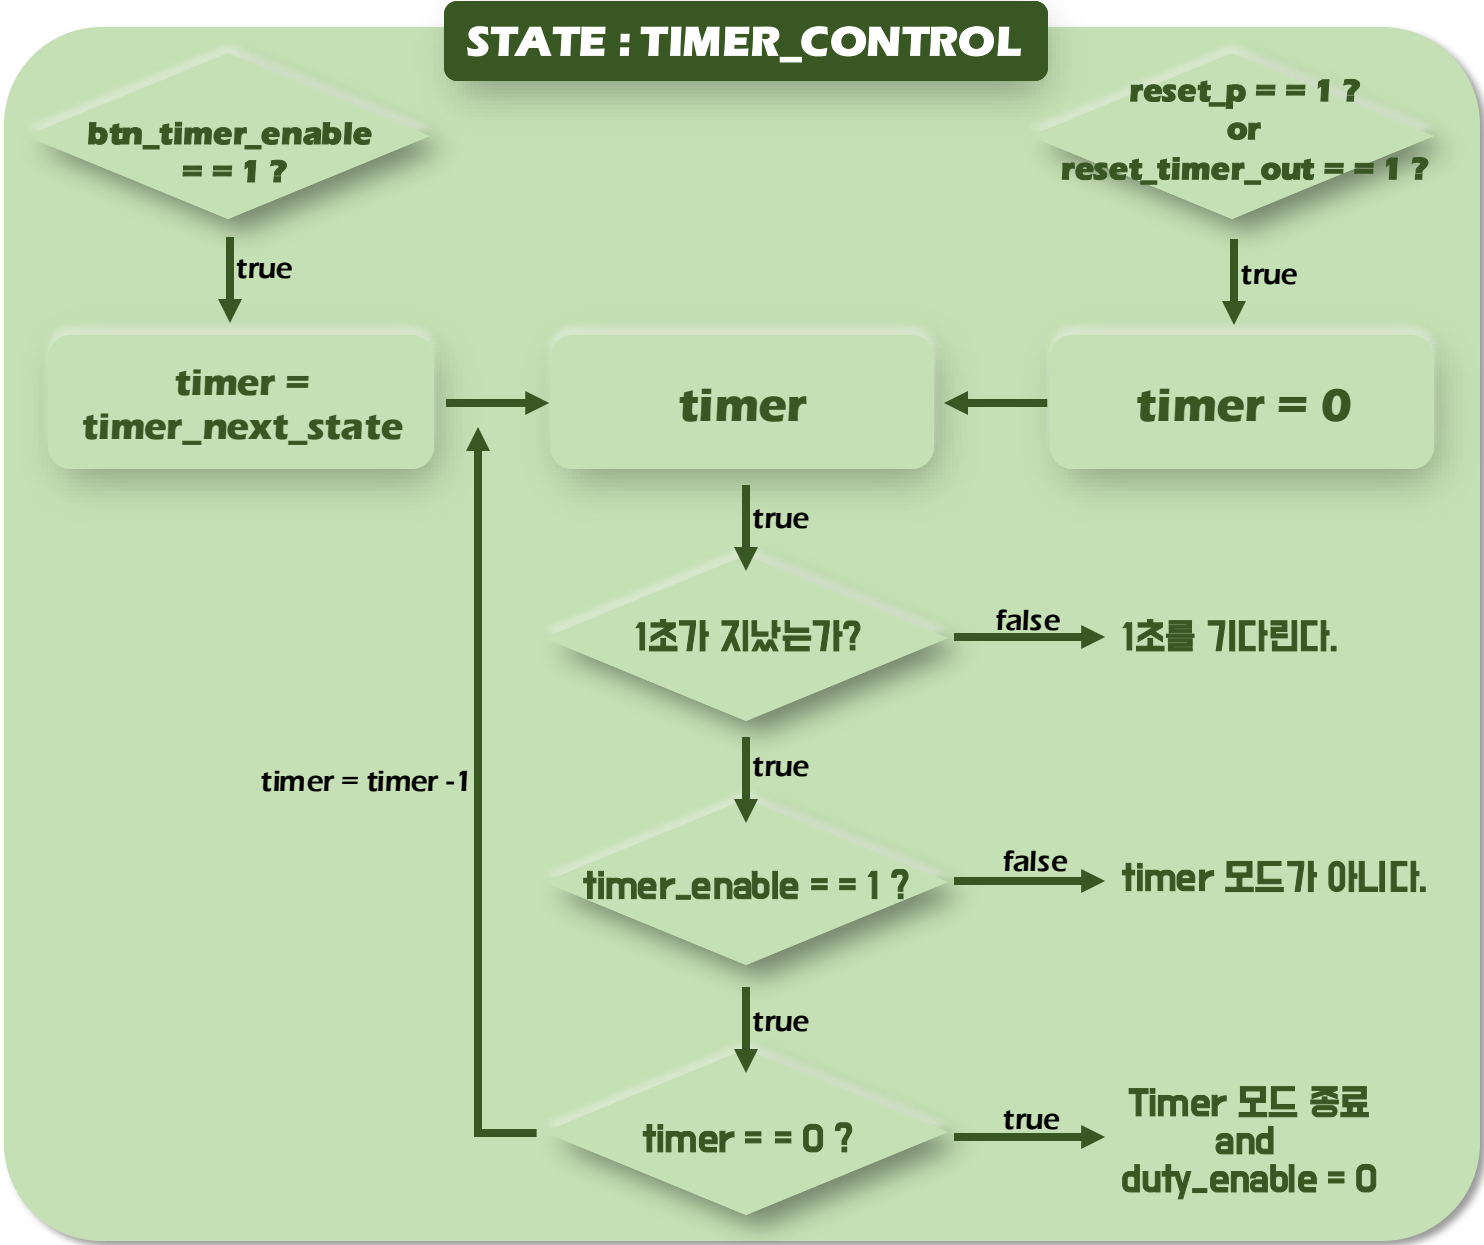 STATE : TIMER_CONTROL
btn_timer_enable
= = 1 ?
reset_p = = 1 ?
or
reset_timer_out = = 1 ?
true
true
timer =
timer_next_state
timer
timer = 0
true
1초가 지났는가?
false
1초를 기다린다.
true
timer = timer -1
timer_enable = = 1 ?
false
timer 모드가 아니다.
true
timer = = 0 ?
true
Timer 모드 종료
and
duty_enable = 0